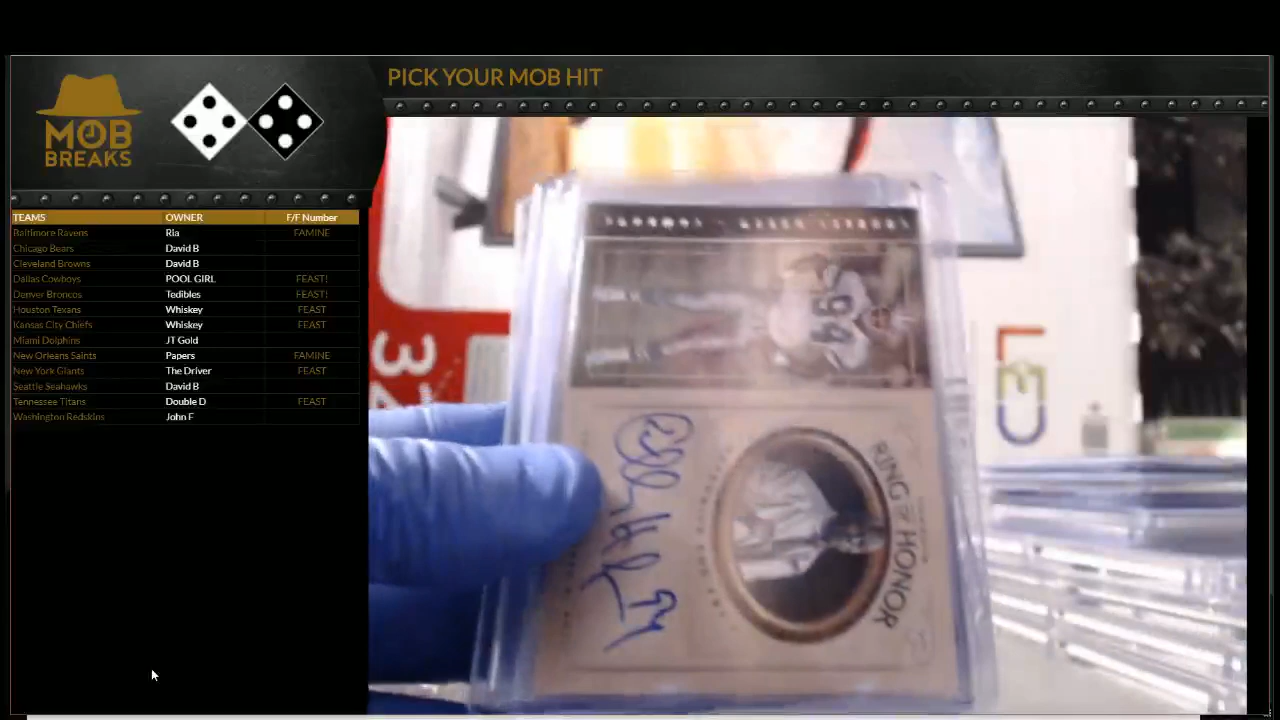 PICK YOUR MOB HIT
MOB
BREAKS
TEAMS OWNER F/F Number
Baltimore Ravens Ria FAMINE
Chicago Bears David B
Cleveland Browns David B
Dallas Cowboys POOL GIRL FEAST!
Denver Broncos Tedibles FEAST!
Houston Texans Whiskey FEAST
Kansas City Chiefs Whiskey FEAST
Miami Dolphins JT Gold
New Orleans Saints Papers FAMINE
New York Giants The Driver FEAST
Seattle Seahawks David B
Tennessee Titans Double D FEAST
Washington Redskins John F
94
RING OF HONOR
94
LED